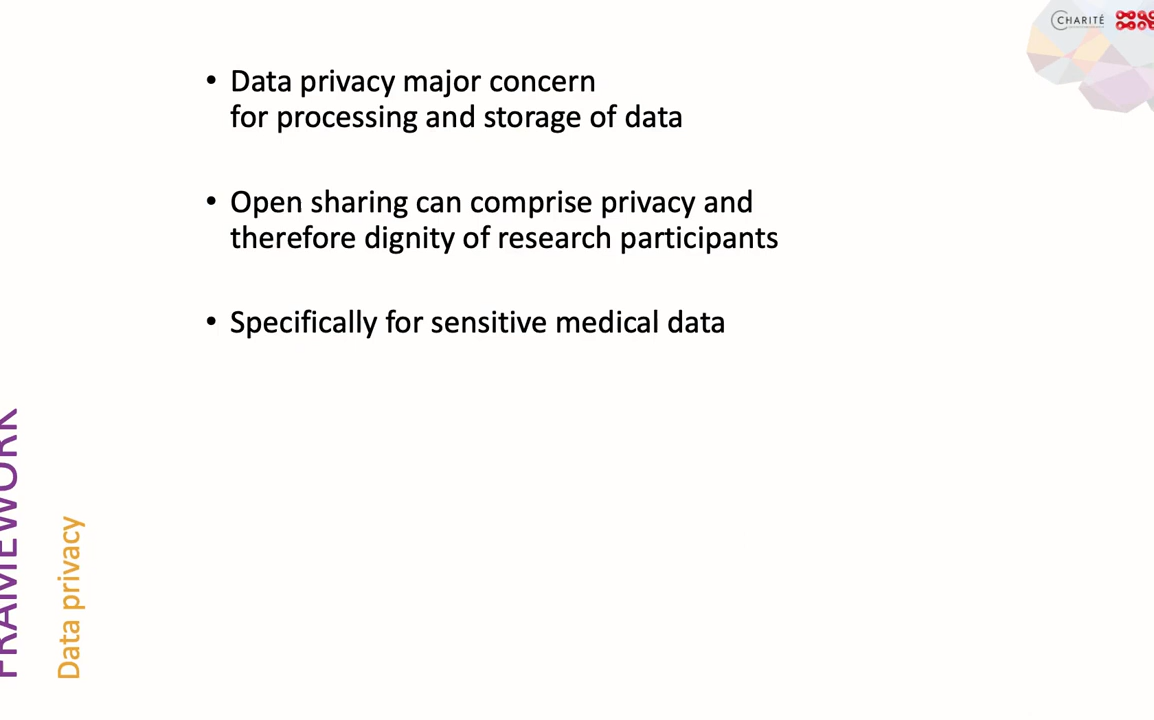 CHARITÉ
• Data privacy major concern
for processing and storage of data
• Open sharing can comprise privacy and
therefore dignity of research participants
• Specifically for sensitive medical data
FRAMEWORK
Data privacy